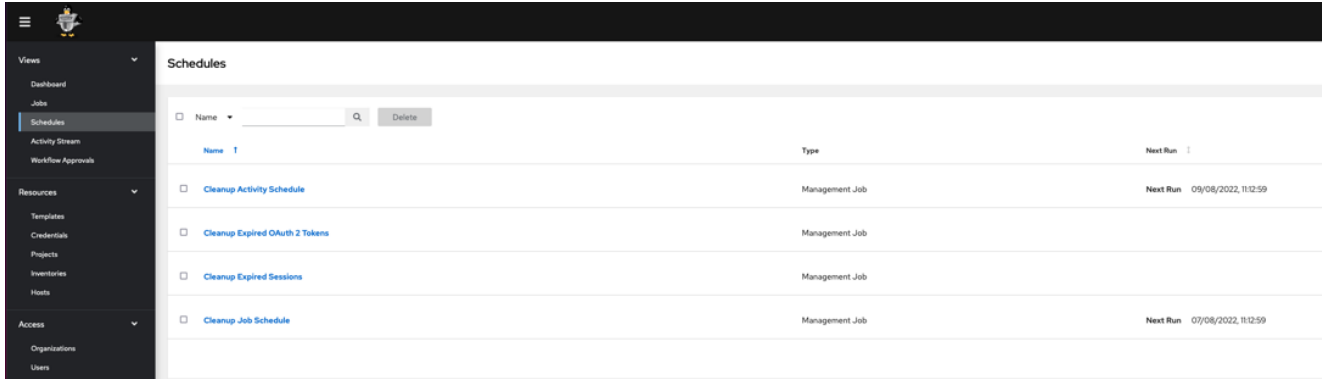 Views
Dashboard
Jobs
Schedules
Activity Stream
Workflow Approvals
Resources
Templates
Credentials
Projects
Inventories
Hosts
Access
Organizations
Users
Schedules
Name Delete
Name Type Next Run
Cleanup Activity Schedule Management Job Next Run 09/08/2022, 11:12:59
Cleanup Expired OAuth 2 Tokens Management Job
Cleanup Expired Sessions Management Job
Cleanup Job Schedule Management Job Next Run 07/08/2022, 11:12:59